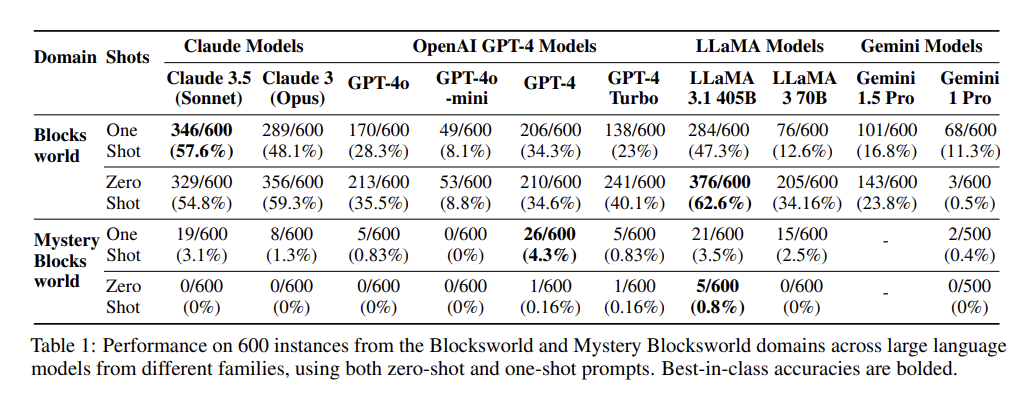 Domain Shots Claude Models OpenAI GPT-4 Models LLaMA Models Gemini Models
Claude 3.5 Claude 3 GPT-4o GPT-4o GPT-4 GPT-4 LLaMA LLaMA Gemini Gemini
(Sonnet) (Opus) -mini Turbo 3.1 405B 3 70B 1.5 Pro 1 Pro
Blocks One 346/600 289/600 170/600 49/600 206/600 138/600 284/600 76/600 101/600 68/600
world Shot (57.6%) (48.1%) (28.3%) (8.1%) (34.3%) (23%) (47.3%) (12.6%) (16.8%) (11.3%)
Zero 329/600 356/600 213/600 53/600 210/600 241/600 376/600 205/600 143/600 3/600
Shot (54.8%) (59.3%) (35.5%) (8.8%) (34.6%) (40.1%) (62.6%) (34.16%) (23.8%) (0.5%)
Mystery One 19/600 8/600 5/600 0/600 26/600 5/600 21/600 15/600 - 2/500
Blocks Shot (3.1%) (1.3%) (0.83%) (0%) (4.3%) (0.83%) (3.5%) (2.5%) (0.4%)
world Zero 0/600 0/600 0/600 0/600 1/600 1/600 5/600 0/600 - 0/500
Shot (0%) (0%) (0%) (0%) (0.16%) (0.16%) (0.8%) (0%) (0%)
Table 1: Performance on 600 instances from the Blocksworld and Mystery Blocksworld domains across large language
models from different families, using both zero-shot and one-shot prompts. Best-in-class accuracies are bolded.